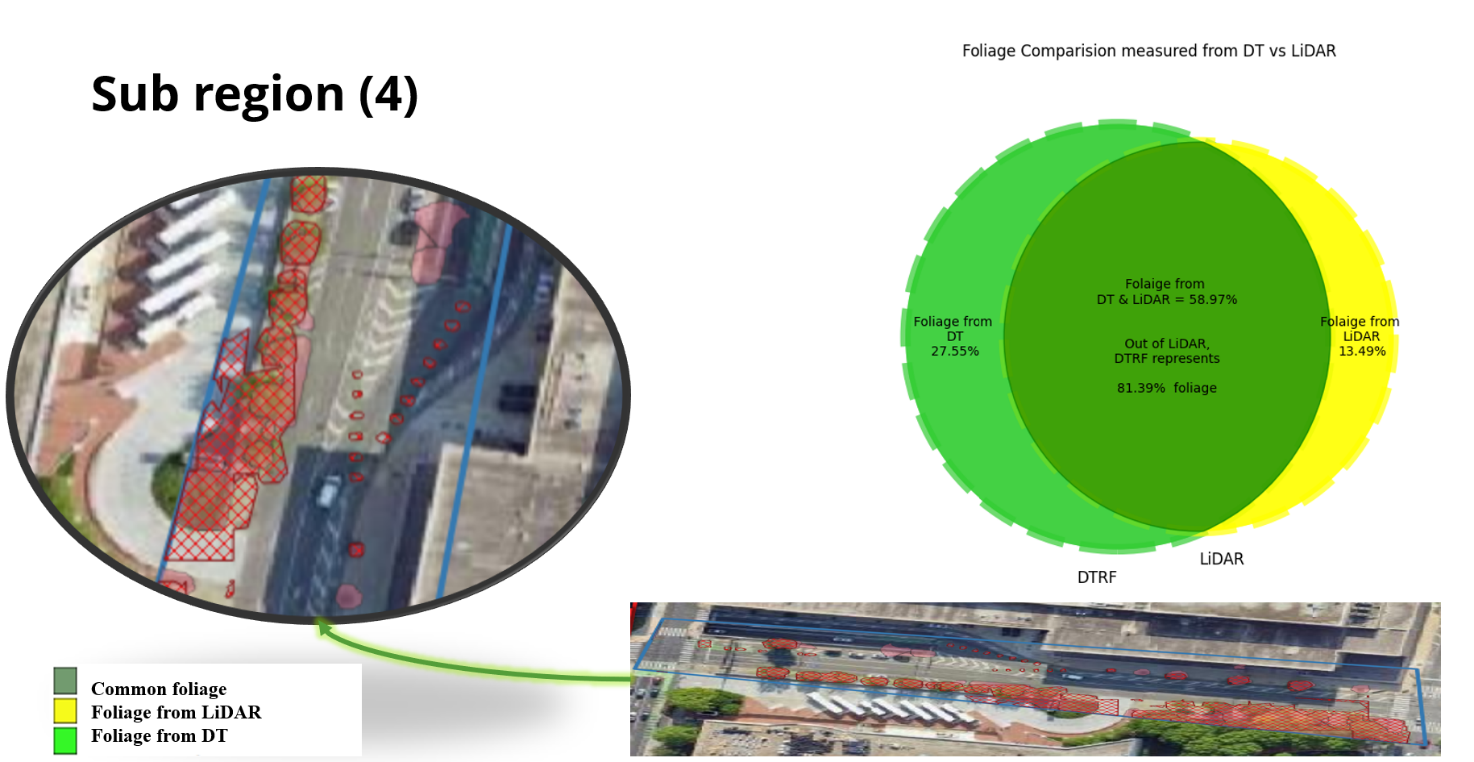 Foliage Comparision measured from DT vs LiDAR
Sub region (4)
Folaige from
DT & LiDAR = 58.97%
Foliage from
DT
27.55%
Out of LiDAR,
DTRF represents
81.39% foliage
Folaige from
LiDAR
13.49%
LiDAR
DTRF
Common foliage
Foliage from LiDAR
Foliage from DT